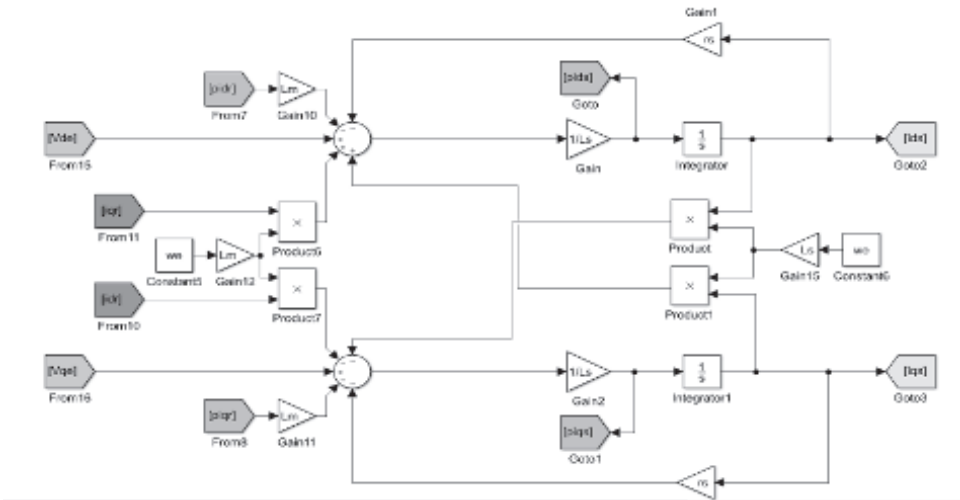 Gain1
rs
[pidr]
Lm
From7
Gain10
[pids]
Goto
[Vde]
From15
1/Ls
Gain
1
s
Integrator
[Ids]
Goto2
[iqr]
From11
×
Product6
×
Product
we
Constant5
Lm
Gain12
Ls
Gain15
we
Constant6
×
Product7
×
Product1
[idr]
From10
[Vqe]
From16
1/Ls
Gain2
1
s
Integrator1
[Iqs]
Goto3
[piqr]
From8
Lm
Gain11
[piqs]
Goto1
rs